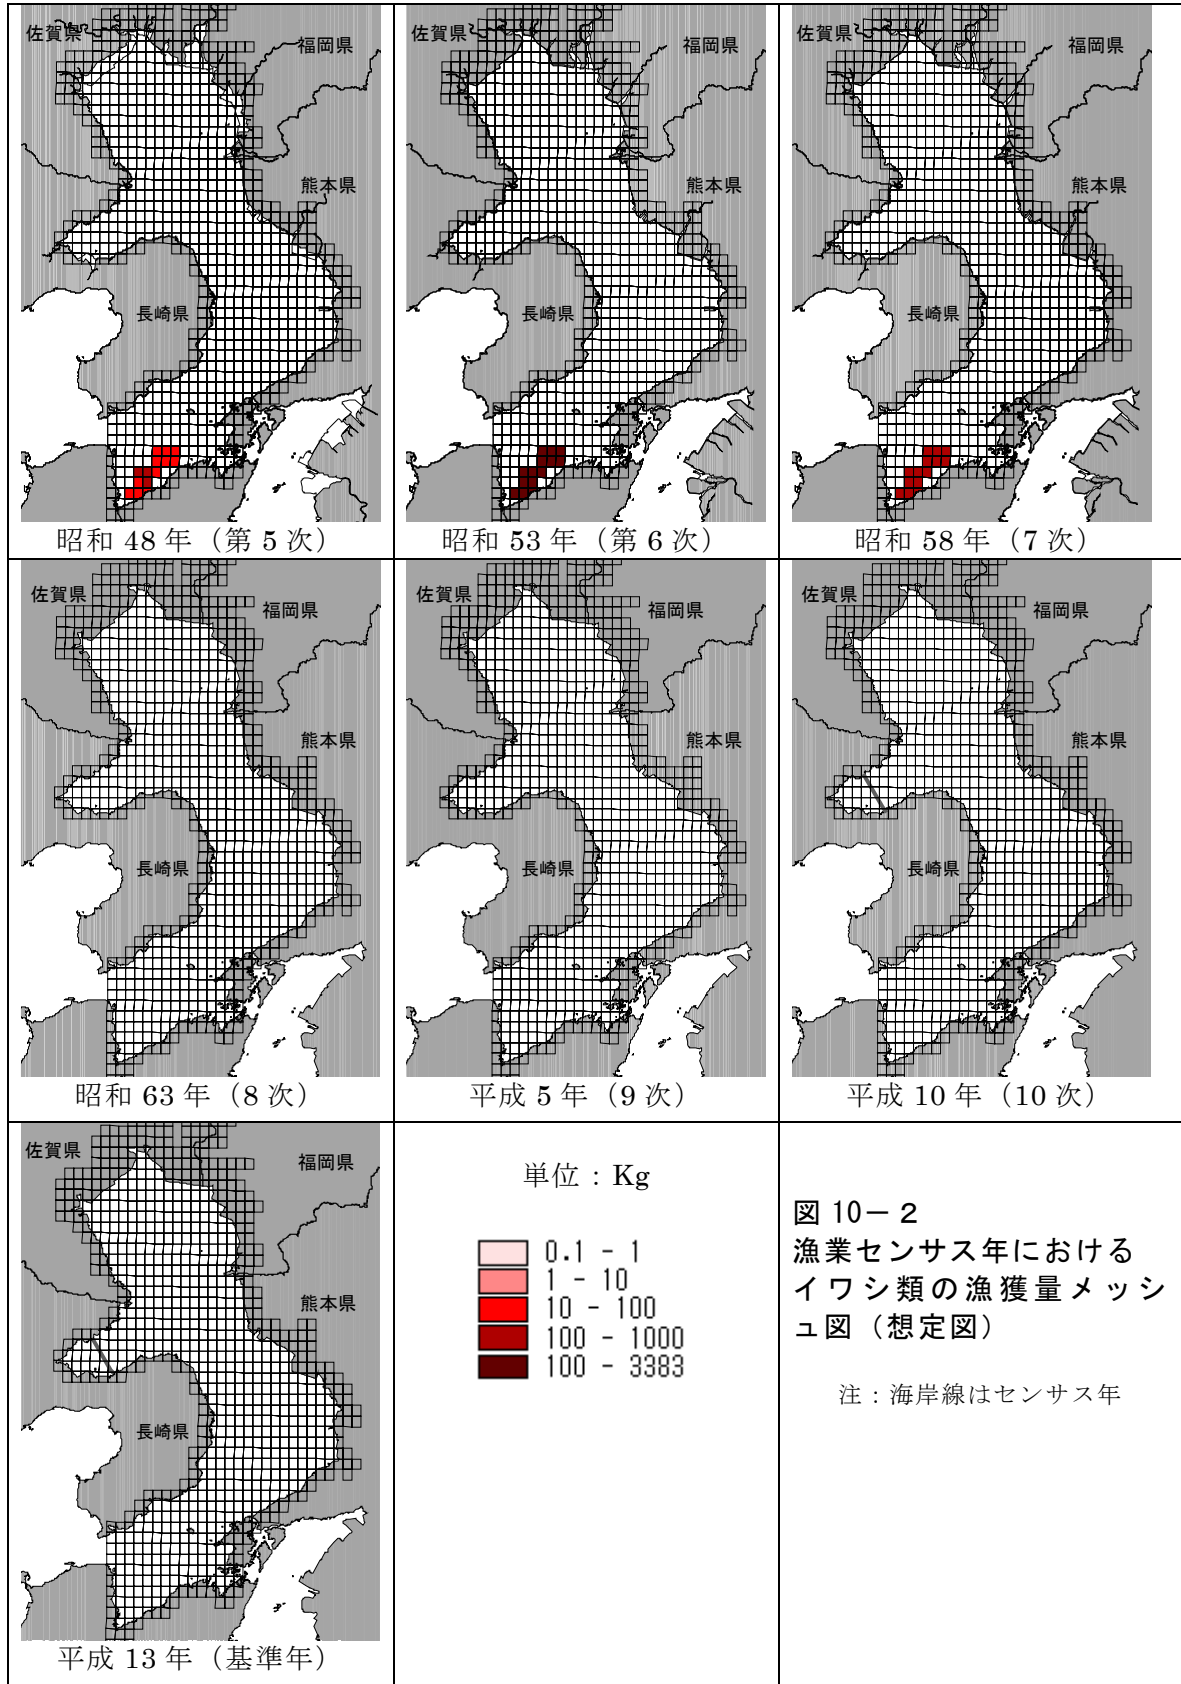 佐賀県
福岡県
熊本県
長崎県
昭和 48 年（第 5 次）
佐賀県
福岡県
熊本県
長崎県
昭和 53 年（第 6 次）
佐賀県
福岡県
熊本県
長崎県
昭和 58 年（7 次）
佐賀県
福岡県
熊本県
長崎県
昭和 63 年（8 次）
佐賀県
福岡県
熊本県
長崎県
平成 5 年（9 次）
佐賀県
福岡県
熊本県
長崎県
平成 10 年（10 次）
佐賀県
福岡県
熊本県
長崎県
平成 13 年（基準年）
単位：Kg
0.1 - 1
1 - 10
10 - 100
100 - 1000
100 - 3383
図 10－２
漁業センサス年における
イワシ類の漁獲量メッシ
ュ図（想定図）
注：海岸線はセンサス年